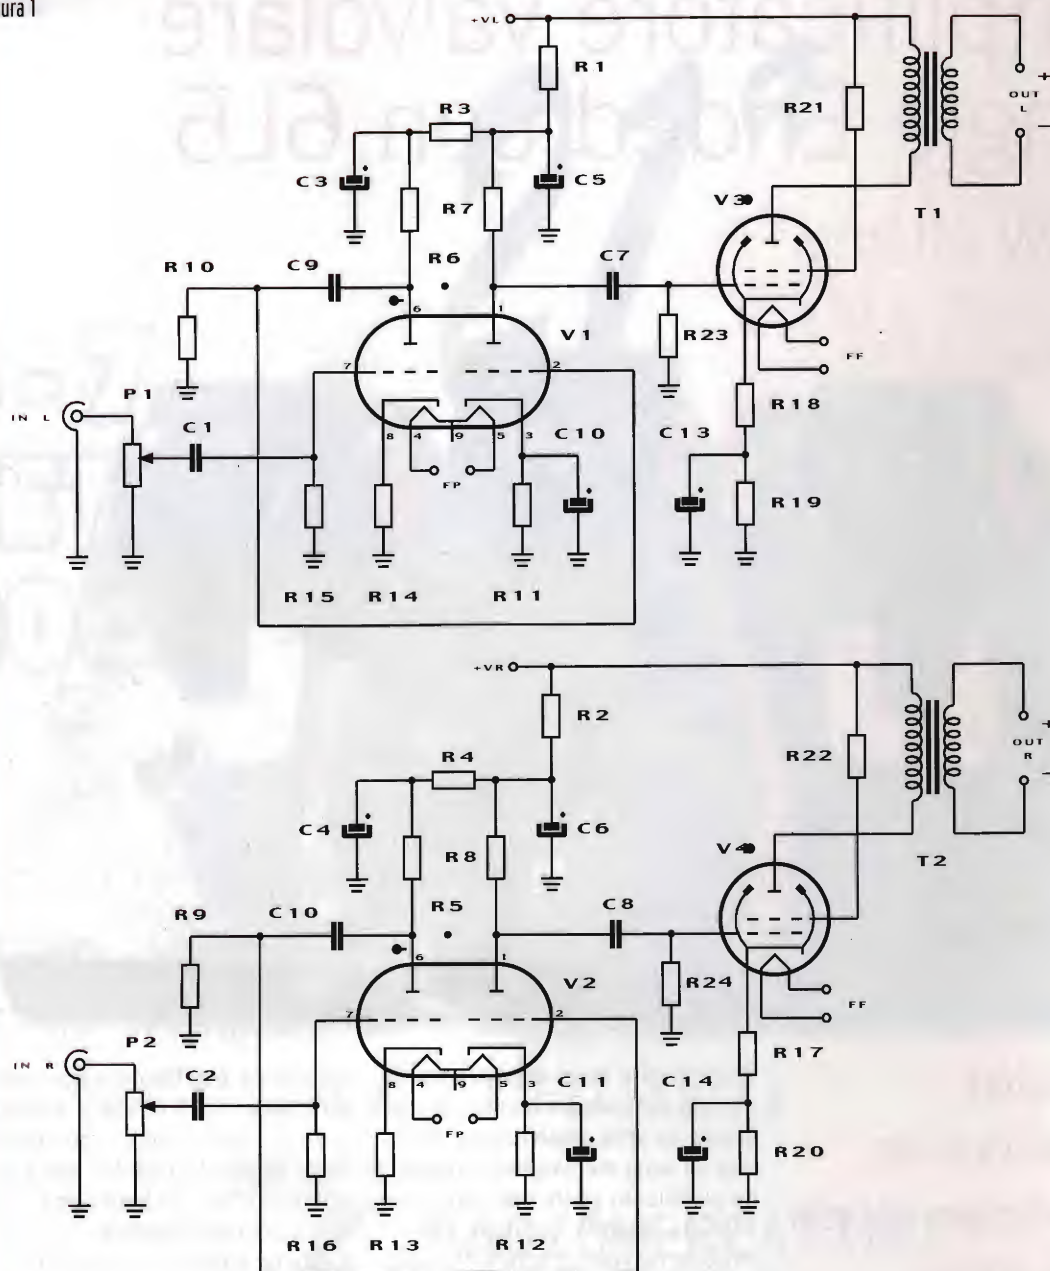 ura 1
+VL
R1
R21
+
OUT
L
−
R3
C3
C5
R7
V3
T1
R10
C9
R6
C7
6
1
V1
R23
FF
7
2
P1
IN L
C1
R18
C13
8
4
9
5
3
C10
FP
R19
R15
R14
R11
+VR
R2
R22
+
OUT
R
−
R4
C4
C6
R8
V4
T2
R9
C10
R5
C8
6
1
V2
R24
FF
7
2
P2
IN R
C2
R17
C14
8
4
9
5
3
C11
FP
R20
R16
R13
R12